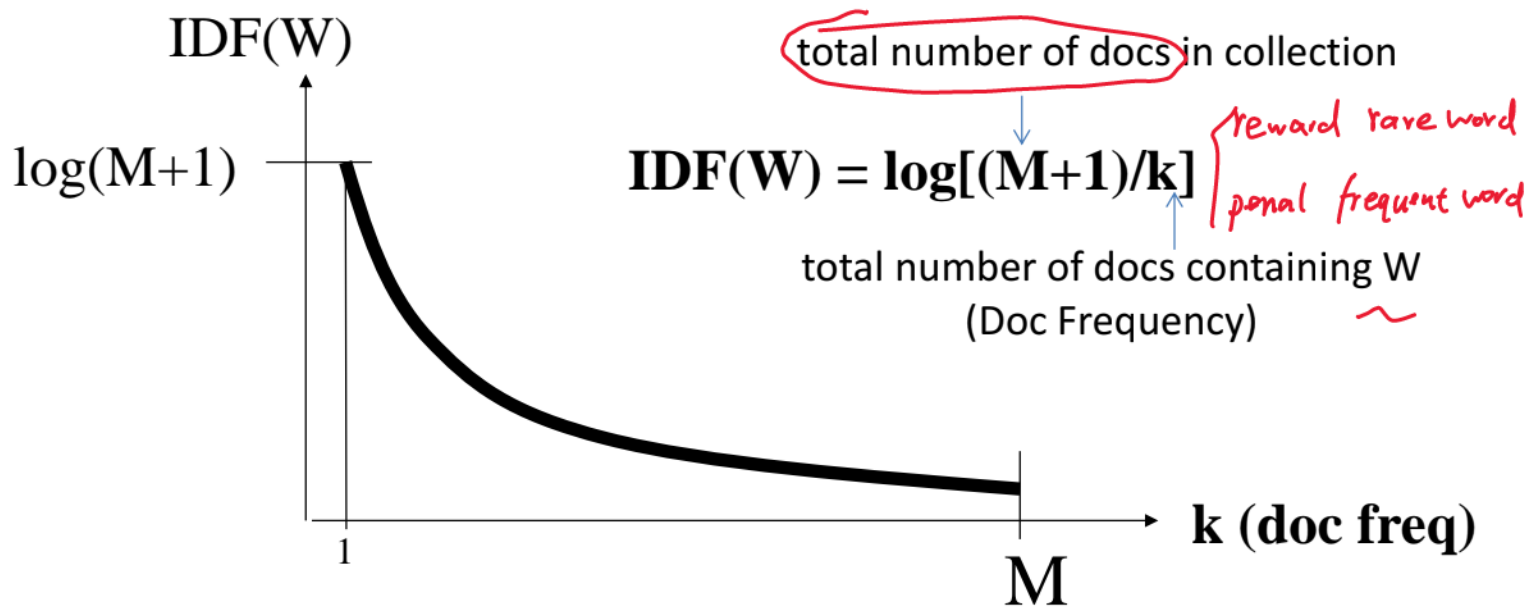 IDF(W)
total number of docs in collection
log(M+1)
IDF(W) = log[(M+1)/k]
reward rare word
penal frequent word
total number of docs containing W
(Doc Frequency)
1
M
k (doc freq)